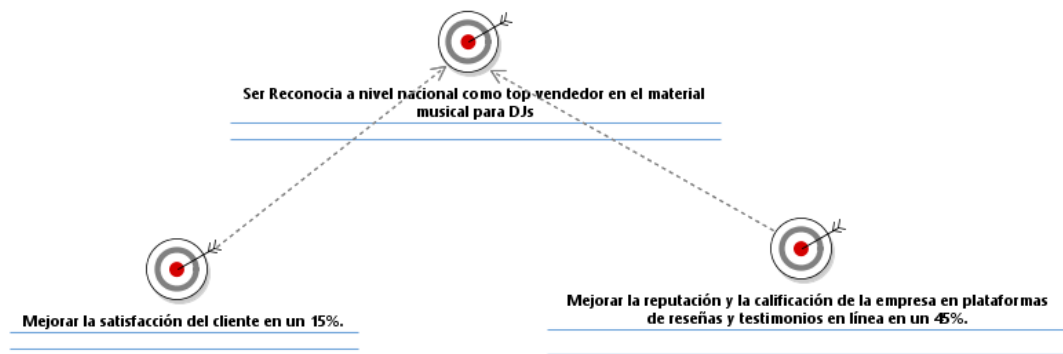 Ser Reconocia a nivel nacional como top vendedor en el material
musical para DJs
Mejorar la satisfacción del cliente en un 15%.
Mejorar la reputación y la calificación de la empresa en plataformas
de reseñas y testimonios en línea en un 45%.